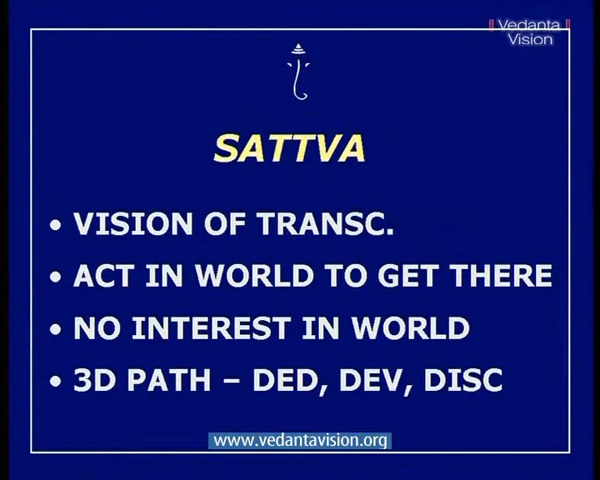 || Vedanta ||
Vision
SATTVA
• VISION OF TRANSC.
• ACT IN WORLD TO GET THERE
• NO INTEREST IN WORLD
• 3D PATH – DED, DEV, DISC
www.vedantavision.org